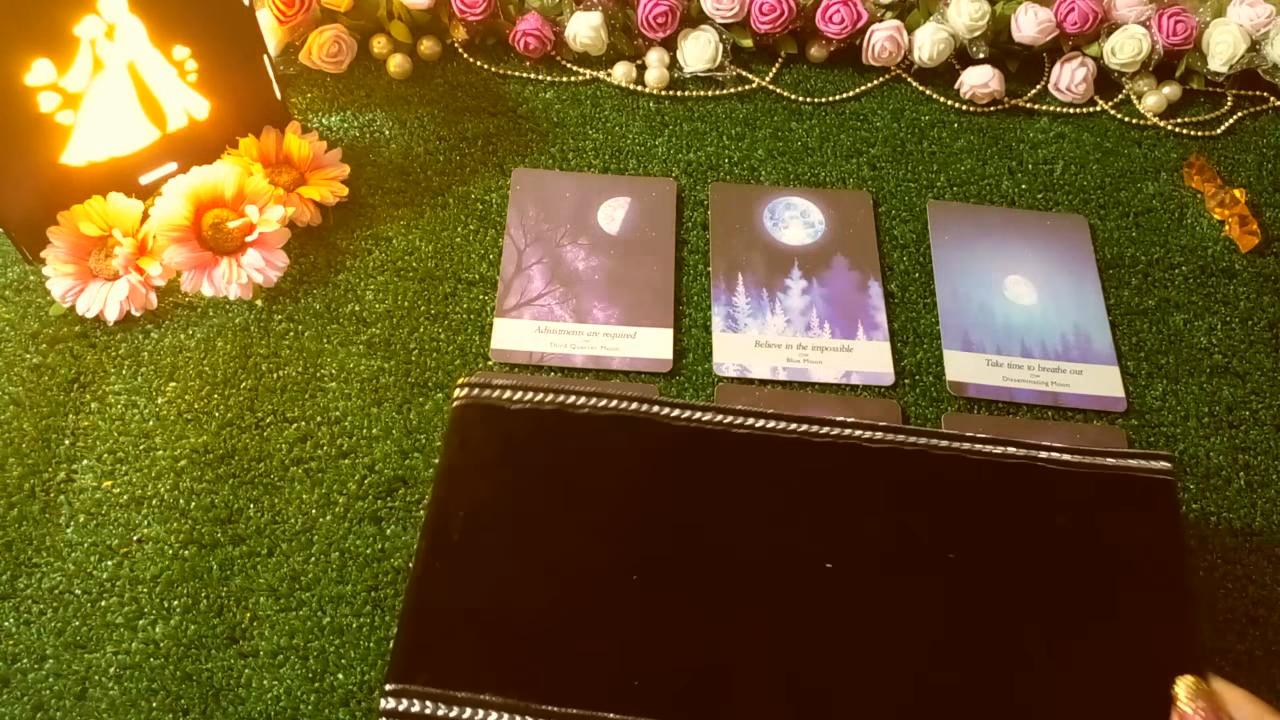 Adjustments are required
Third Quarter Moon
Believe in the impossible
Blue Moon
Take time to breathe out
Disseminating Moon